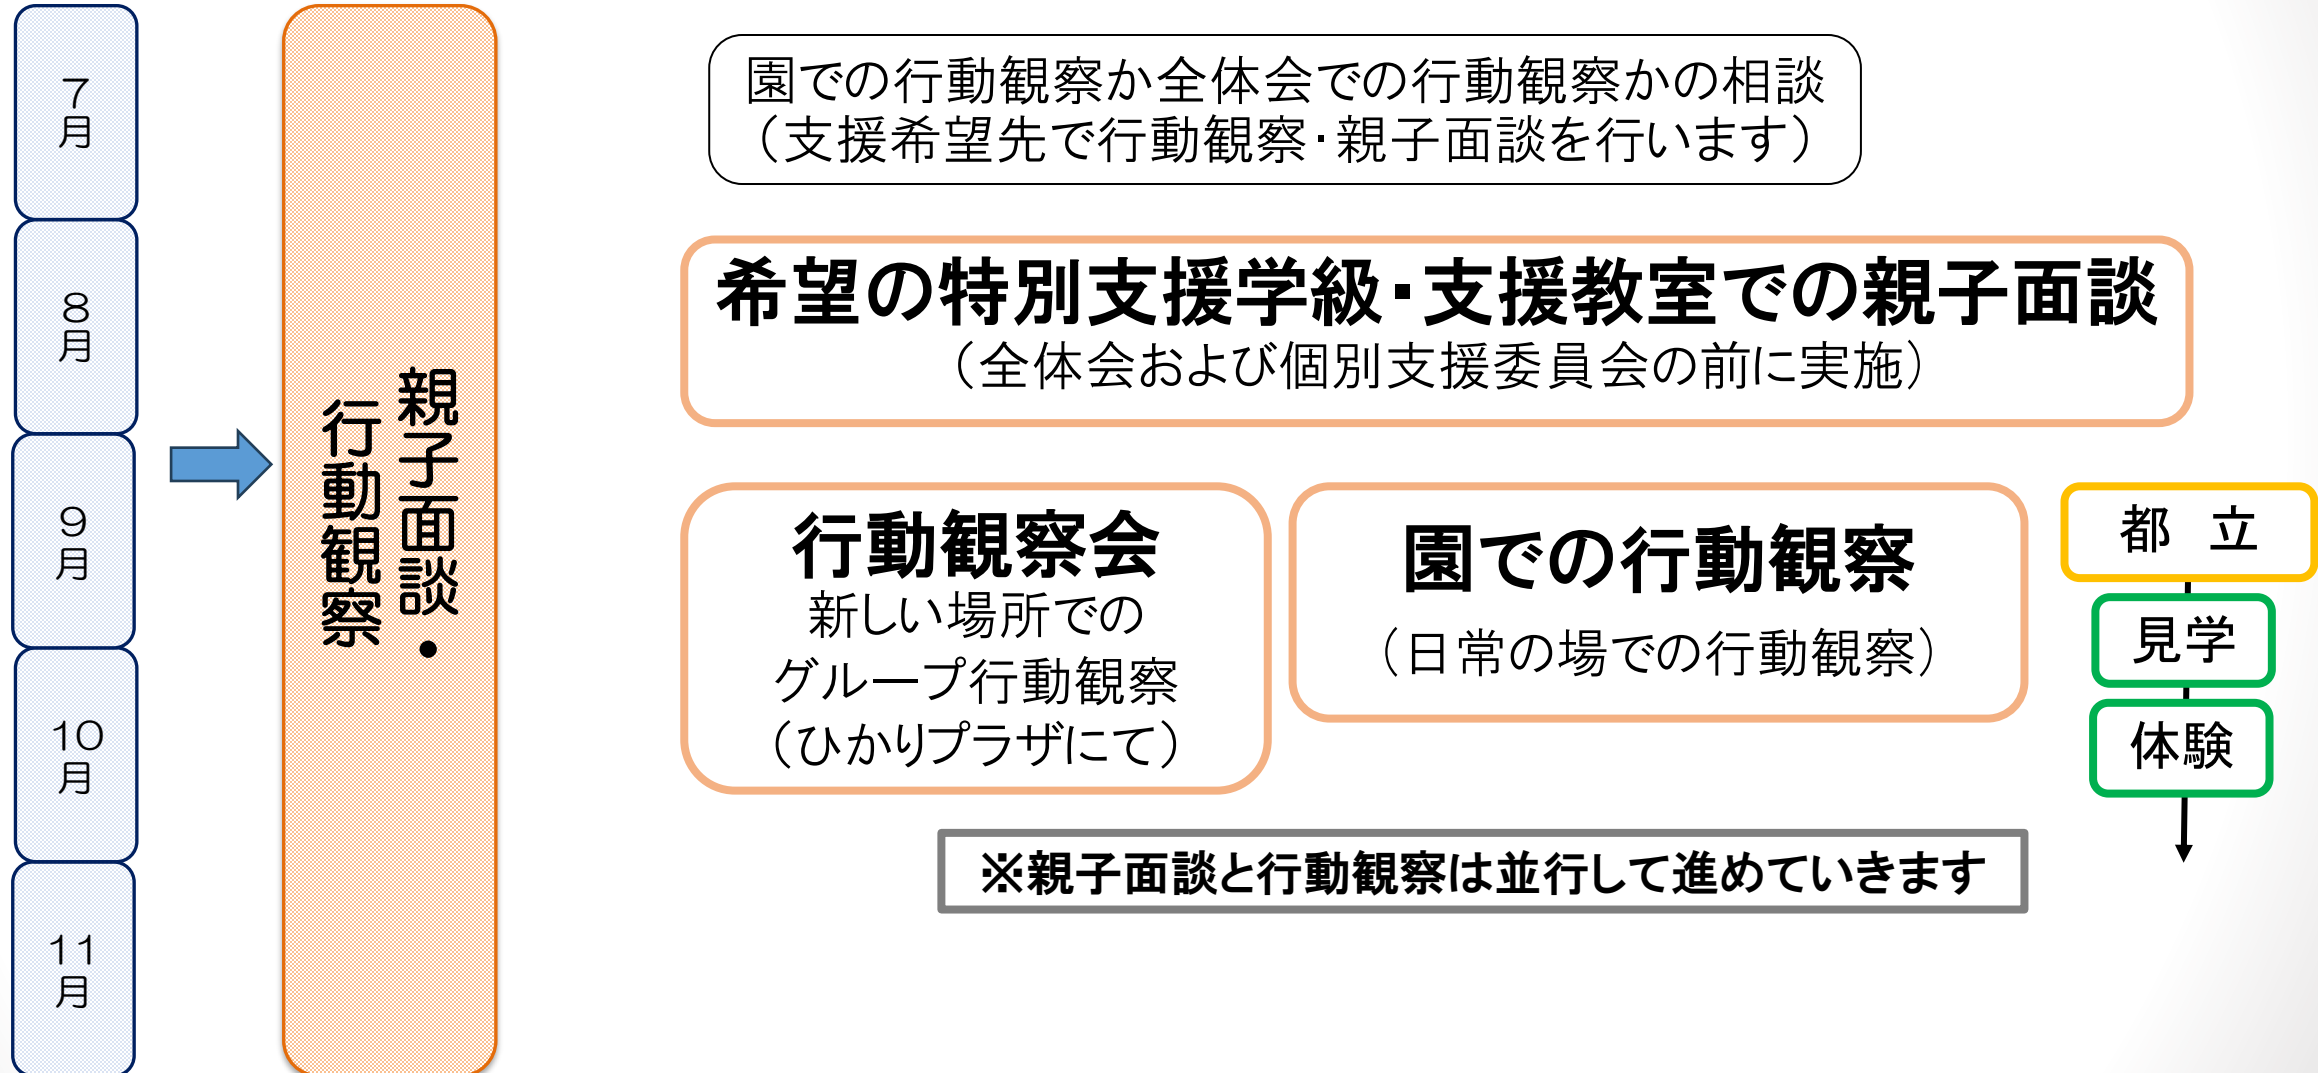 7月
8月
9月
10月
11月
親子面談・
行動観察
園での行動観察か全体会での行動観察かの相談
（支援希望先で行動観察・親子面談を行います）
希望の特別支援学級・支援教室での親子面談
（全体会および個別支援委員会の前に実施）
行動観察会
新しい場所での
グループ行動観察
（ひかりプラザにて）
園での行動観察
（日常の場での行動観察）
都　立
見学
体験
※親子面談と行動観察は並行して進めていきます